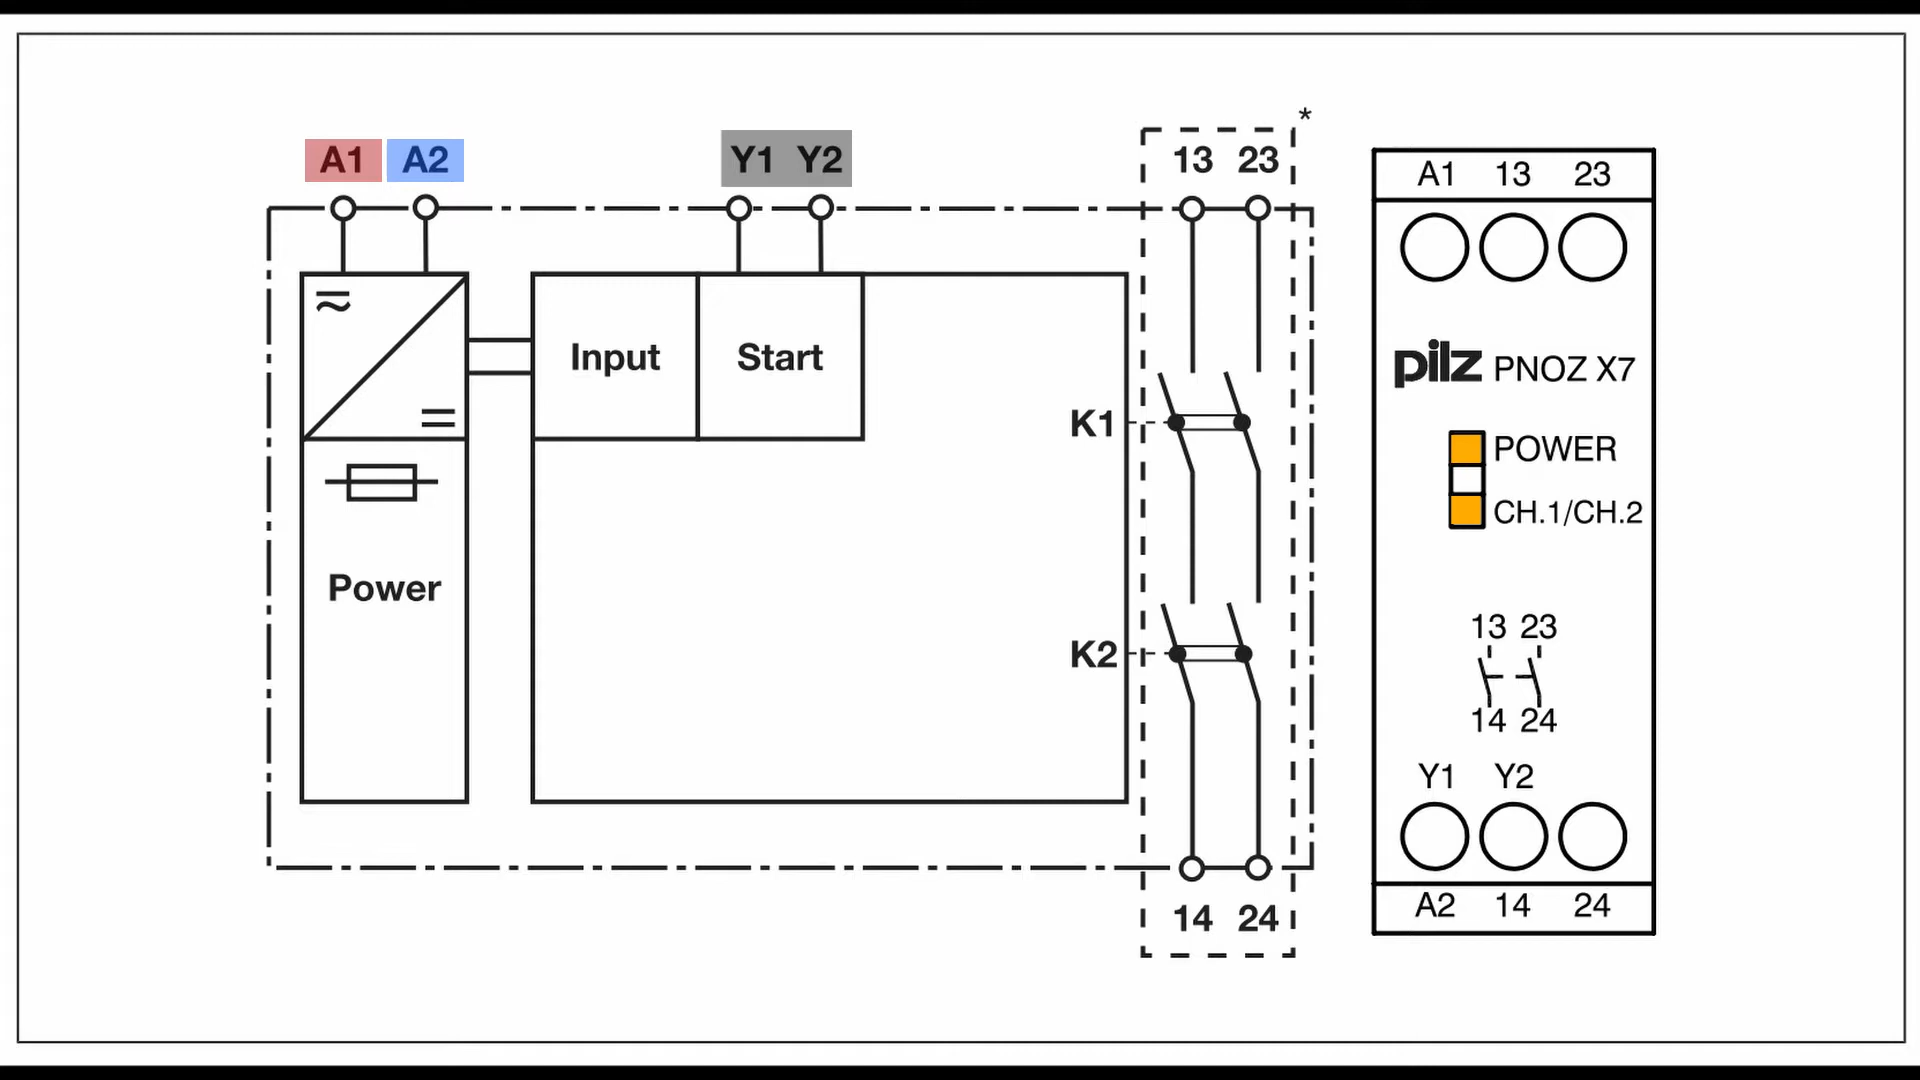 A1 A2
Y1 Y2
13 23
*
Input
Start
Power
K1
K2
14 24
A1 13 23
pilz PNOZ X7
POWER
CH.1/CH.2
13 23
14 24
Y1 Y2
A2 14 24